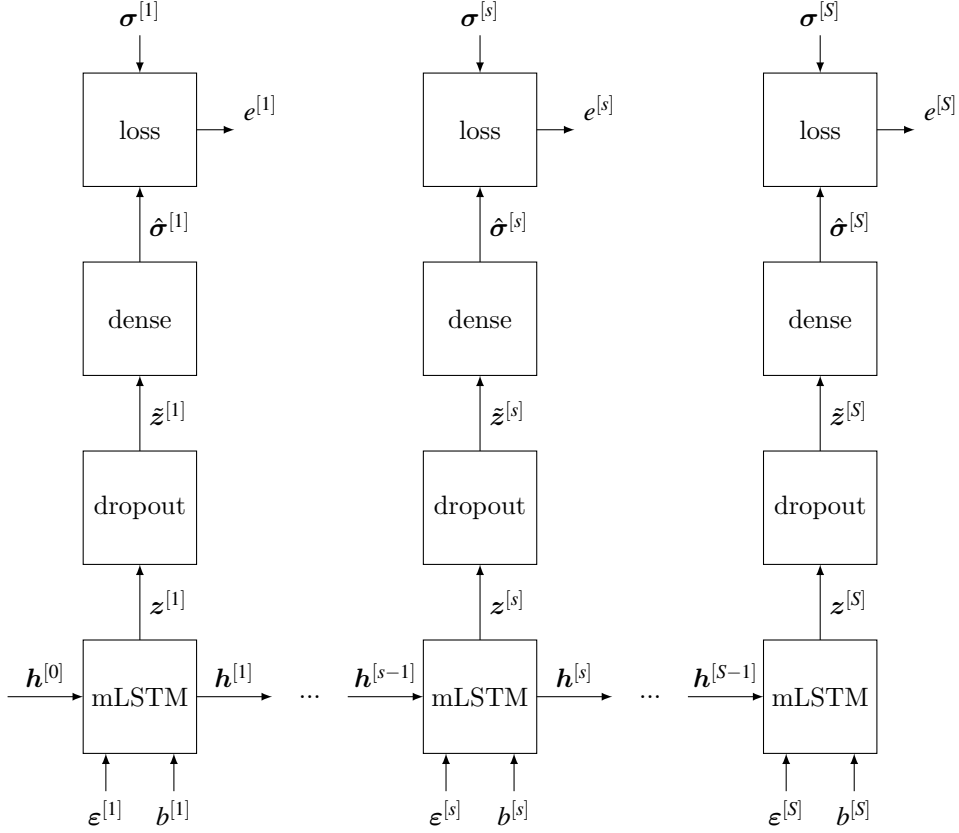 σ^[1] σ^[s] σ^[S]
loss e^[1] loss e^[s] loss e^[S]
σ̂^[1] σ̂^[s] σ̂^[S]
dense dense dense
z̃^[1] z̃^[s] z̃^[S]
dropout dropout dropout
z^[1] z^[s] z^[S]
h^[0] mLSTM h^[1] ... h^[s−1] mLSTM h^[s] ... h^[S−1] mLSTM
ε^[1] b^[1] ε^[s] b^[s] ε^[S] b^[S]